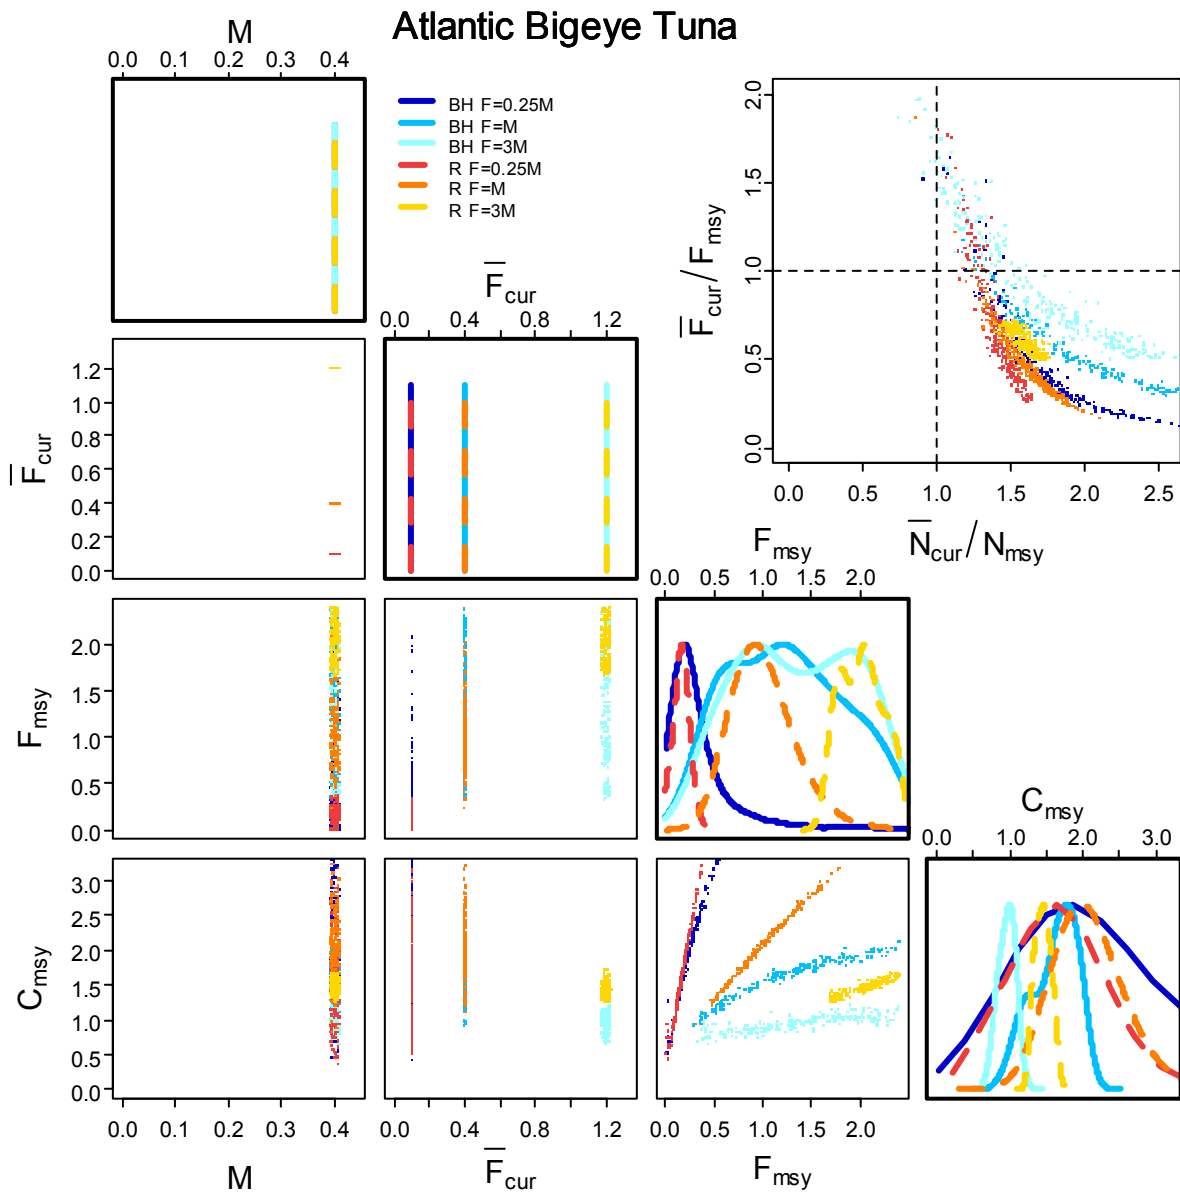 Atlantic Bigeye Tuna
M
0.0 0.1 0.2 0.3 0.4
BH F=0.25M
BH F=M
BH F=3M
R F=0.25M
R F=M
R F=3M
2.0
1.5
1.0
0.5
0.0
F̅cur / Fmsy
0.0 0.5 1.0 1.5 2.0 2.5
N̅cur / Nmsy
F̅cur
0.0 0.4 0.8 1.2
F̅cur
1.2
1.0
0.8
0.6
0.4
0.2
0.0
Fmsy
0.0 0.5 1.0 2.0
Fmsy
2.0
1.5
1.0
0.5
0.0
Cmsy
0.0 1.0 2.0 3.0
Cmsy
3.0
2.5
2.0
1.5
1.0
0.5
0.0
0.0 0.1 0.2 0.3 0.4
M
0.0 0.4 0.8 1.2
F̅cur
0.0 0.5 1.0 2.0
Fmsy